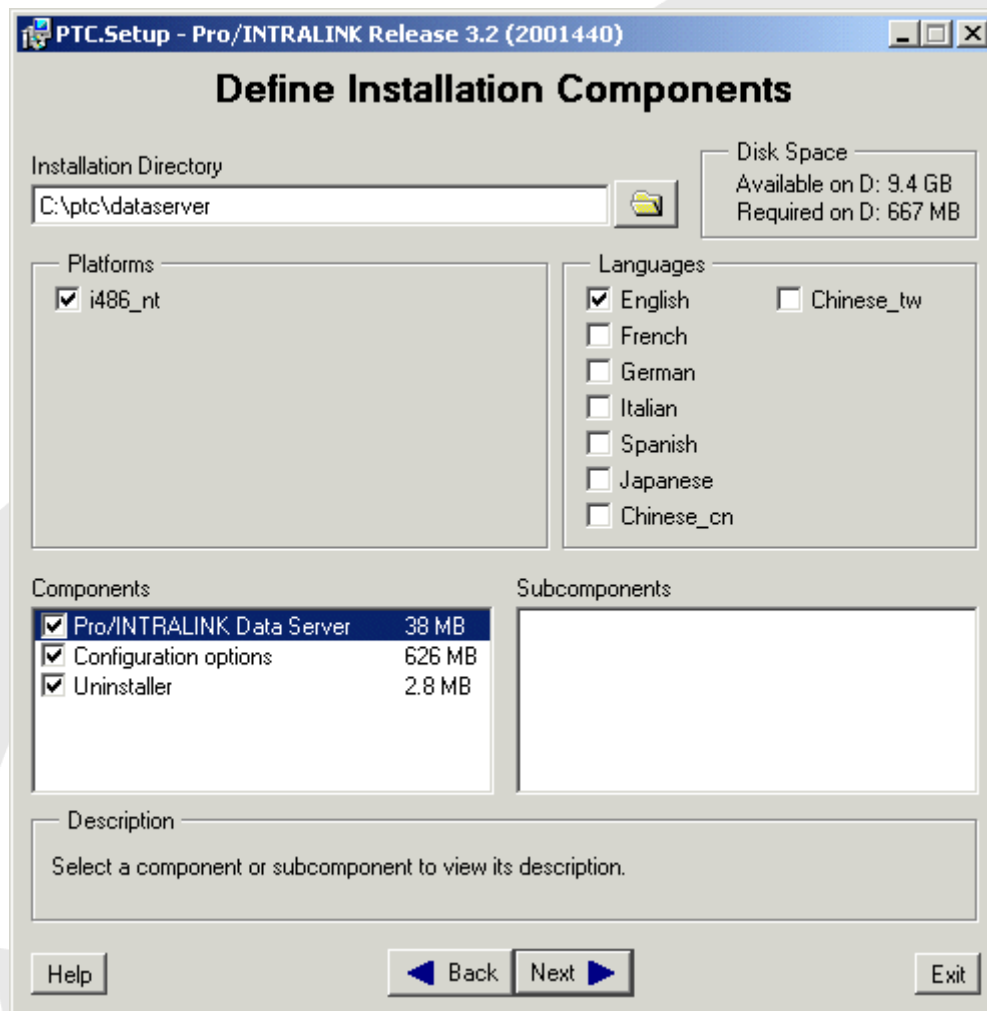 PTC.Setup - Pro/INTRALINK Release 3.2 (2001440)
Define Installation Components
Installation Directory
C:\ptc\dataserver
Disk Space
Available on D: 9.4 GB
Required on D: 667 MB
Platforms
i486_nt
Languages
English Chinese_tw
French
German
Italian
Spanish
Japanese
Chinese_cn
Components
Pro/INTRALINK Data Server 38 MB
Configuration options 626 MB
Uninstaller 2.8 MB
Subcomponents
Description
Select a component or subcomponent to view its description.
Help Back Next Exit